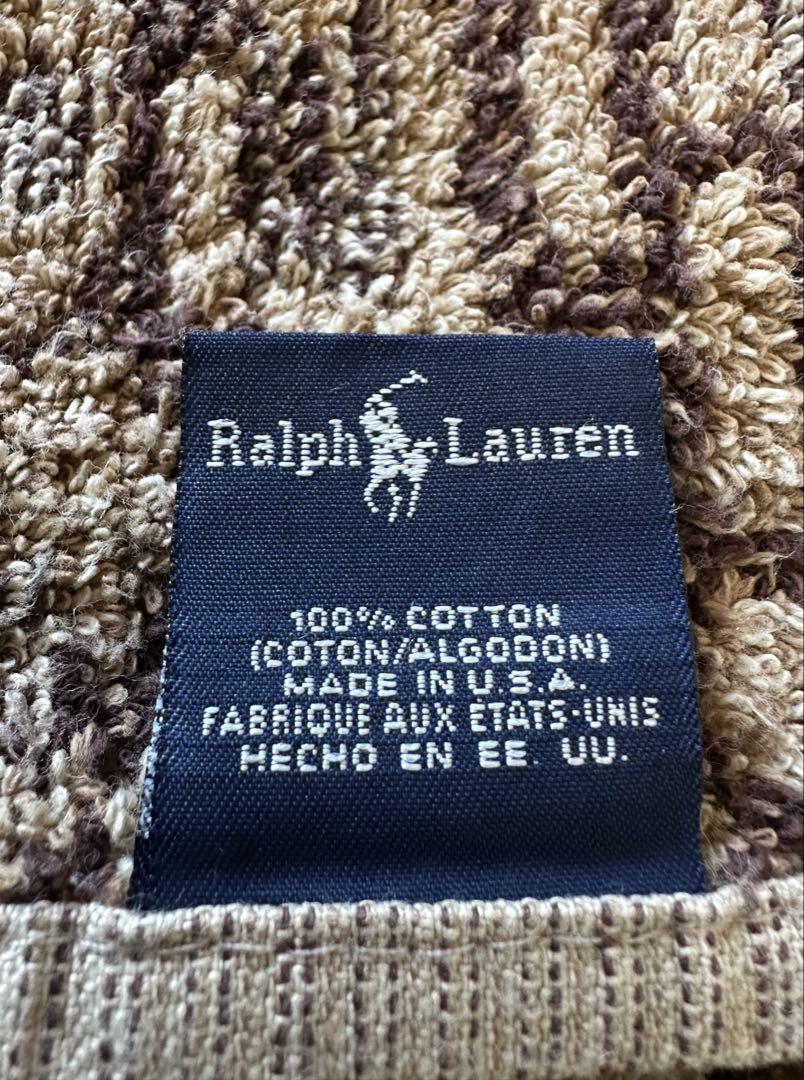 Ralph Lauren
100% COTTON
(COTON/ALGODON)
MADE IN U.S.A.
FABRIQUE AUX ETATS-UNIS
HECHO EN EE. UU.